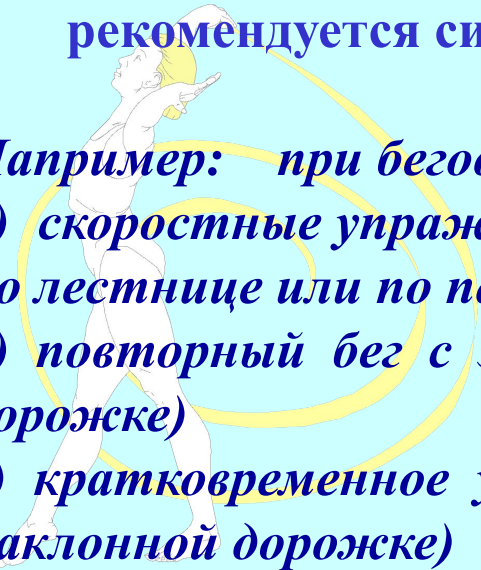 рекомендуется си
Например: при бегов
) скоростные упраж
о лестнице или по п
) повторный бег с
орожке)
) кратковременное у
аклонной дорожке)